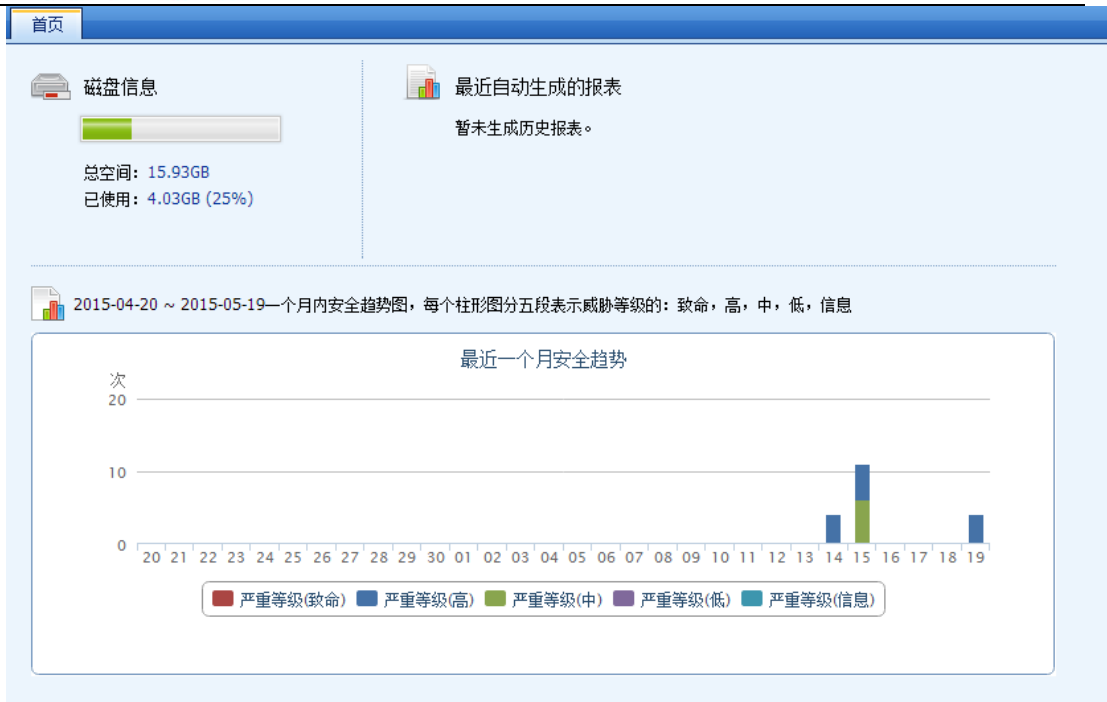 首页
磁盘信息
总空间：15.93GB
已使用：4.03GB (25%)
最近自动生成的报表
暂未生成历史报表。
2015-04-20 ~ 2015-05-19一个月内安全趋势图，每个柱形图分五段表示威胁等级的：致命，高，中，低，信息
最近一个月安全趋势
次
20
10
0
20 21 22 23 24 25 26 27 28 29 30 01 02 03 04 05 06 07 08 09 10 11 12 13 14 15 16 17 18 19
严重等级(致命) 严重等级(高) 严重等级(中) 严重等级(低) 严重等级(信息)